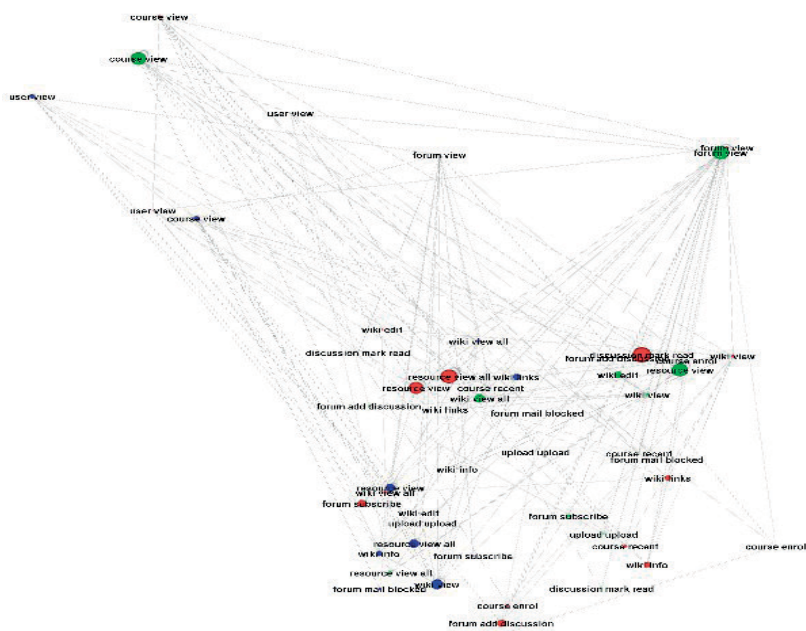 course view
course view
user view
user view
forum view
forum view
forum view
user view
course view
wiki edit
wiki view all
discussion mark read
discussion mark read
forum add discussion
course enrol
wiki view
resource view
wiki edit
resource view all
wiki links
resource view
course recent
wiki view all
wiki view
forum add discussion
wiki links
forum mail blocked
upload upload
course recent
forum mail blocked
wiki info
wiki links
resource view
wiki view all
forum subscribe
wiki edit
forum subscribe
upload upload
upload upload
resource view all
course recent
course enrol
wiki info
forum subscribe
wiki info
resource view all
wiki view
forum mail blocked
discussion mark read
course enrol
forum add discussion